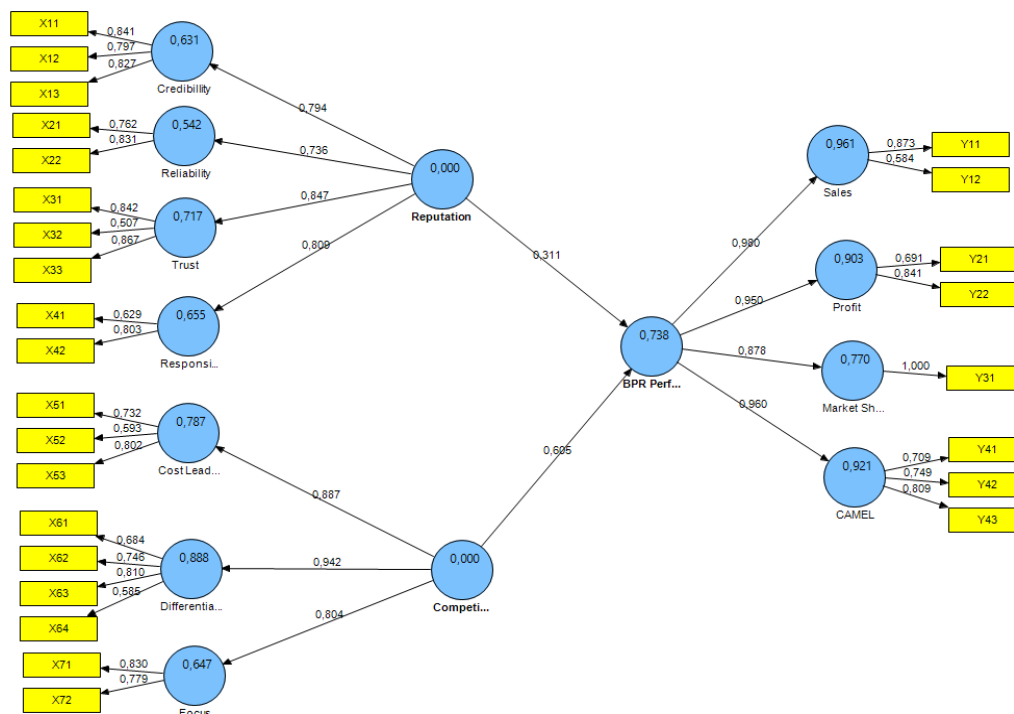 X11
0,841
0,631
X12
0,797
0,827
X13
Credibillity
0,794
X21
0,762
0,542
X22
0,831
Reliability
0,736
X31
0,842
0,717
X32
0,507
0,867
X33
Trust
0,847
0,000
Reputation
X41
0,629
0,655
X42
0,803
Responsi...
0,809
0,311
X51
0,732
0,787
X52
0,593
0,802
X53
Cost Lead...
0,887
X61
0,684
X62
0,746
0,888
X63
0,810
0,585
X64
Differentia...
0,942
0,000
Competi...
X71
0,830
0,647
X72
0,779
Focus
0,804
0,605
0,738
BPR Perf...
0,961
0,873
Y11
0,584
Y12
Sales
0,980
0,903
0,691
Y21
0,841
Y22
Profit
0,950
0,770
1,000
Y31
Market Sh...
0,878
0,921
0,709
Y41
0,749
Y42
0,809
Y43
CAMEL
0,960